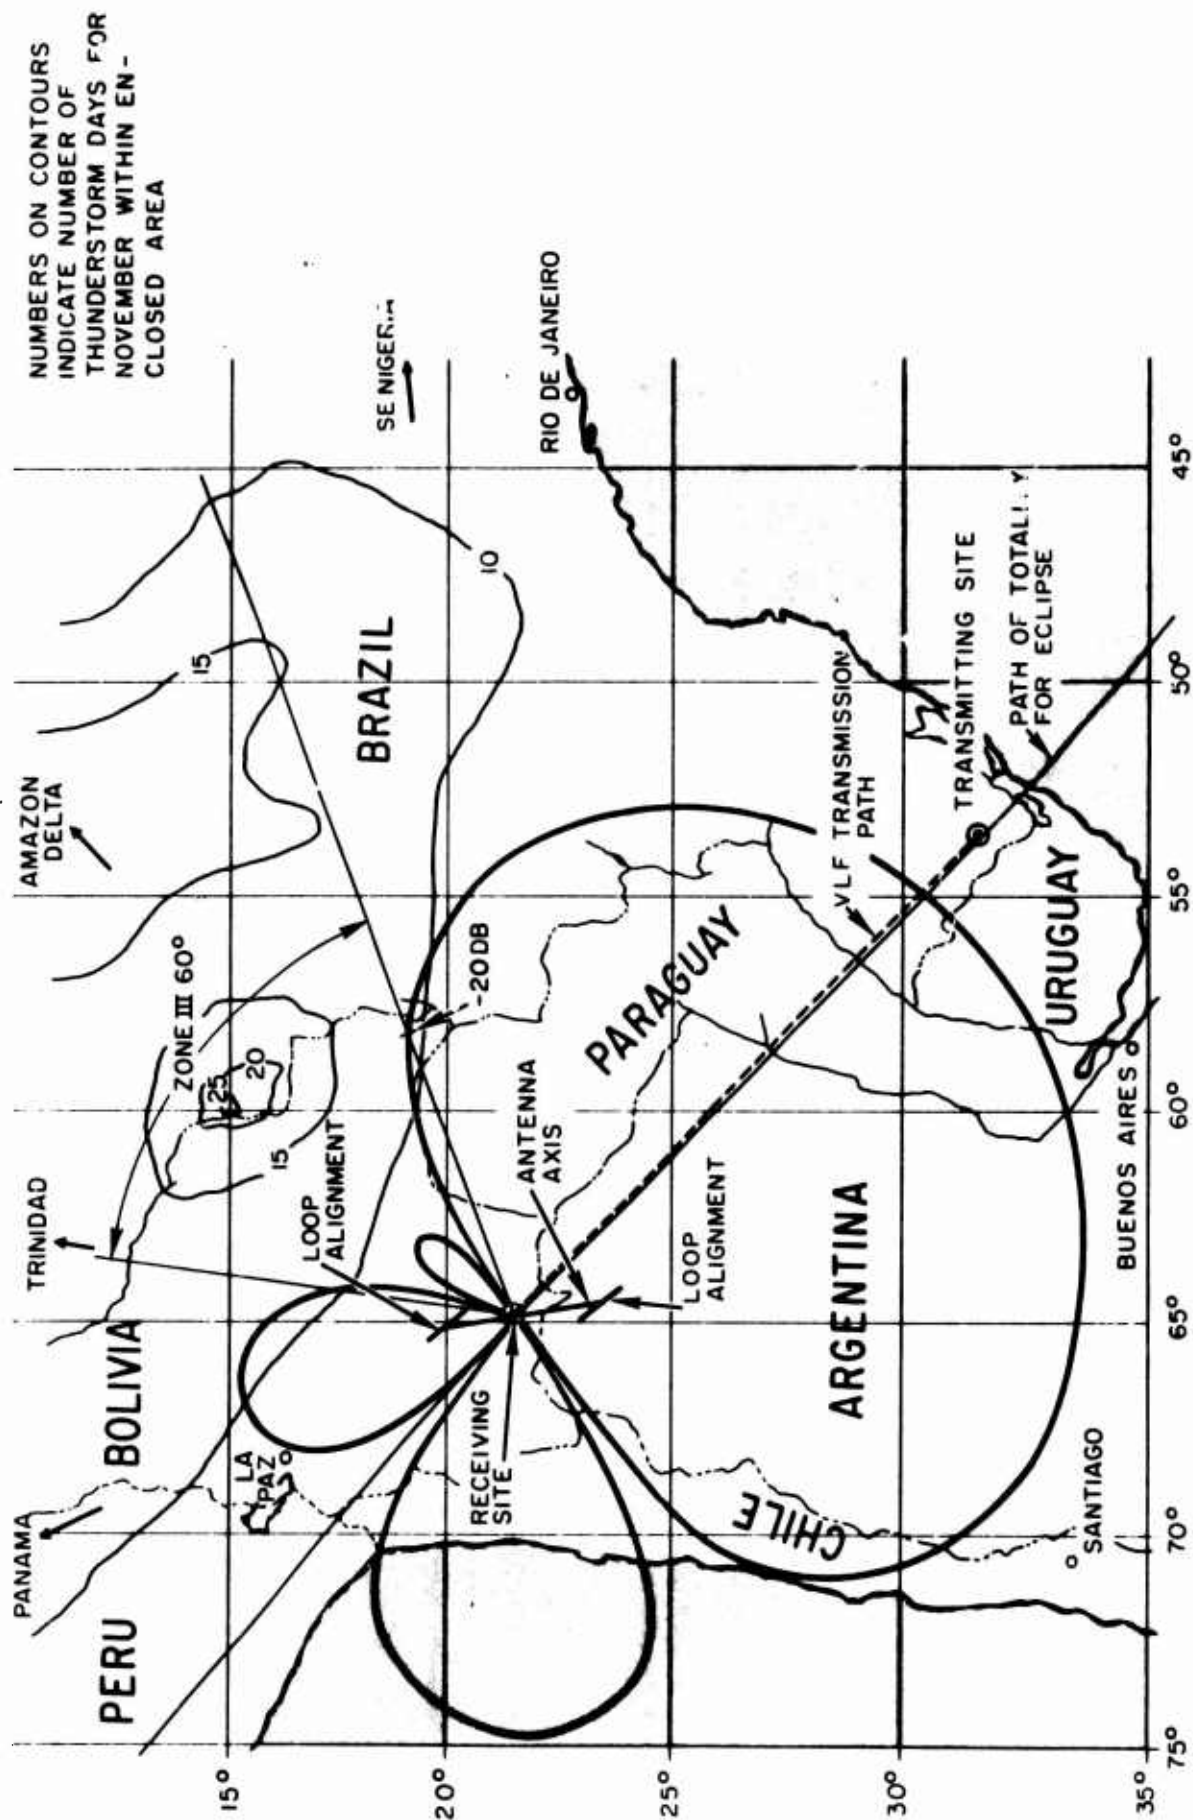 NUMBERS ON CONTOURS
INDICATE NUMBER OF
THUNDERSTORM DAYS FOR
NOVEMBER WITHIN EN-
CLOSED AREA
PANAMA
TRINIDAD
AMAZON
DELTA
SE NIGERIA
PERU
BOLIVIA
BRAZIL
LA
PAZ
ZONE III 60°
25
20
15
15
10
LOOP
ALIGNMENT
-20DB
RECEIVING
SITE
ANTENNA
AXIS
LOOP
ALIGNMENT
PARAGUAY
RIO DE JANEIRO
CHILE
ARGENTINA
URUGUAY
VLF TRANSMISSION
PATH
TRANSMITTING SITE
PATH OF TOTALITY
FOR ECLIPSE
SANTIAGO
BUENOS AIRES
15°
20°
25°
30°
35°
75°
70°
65°
60°
55°
50°
45°